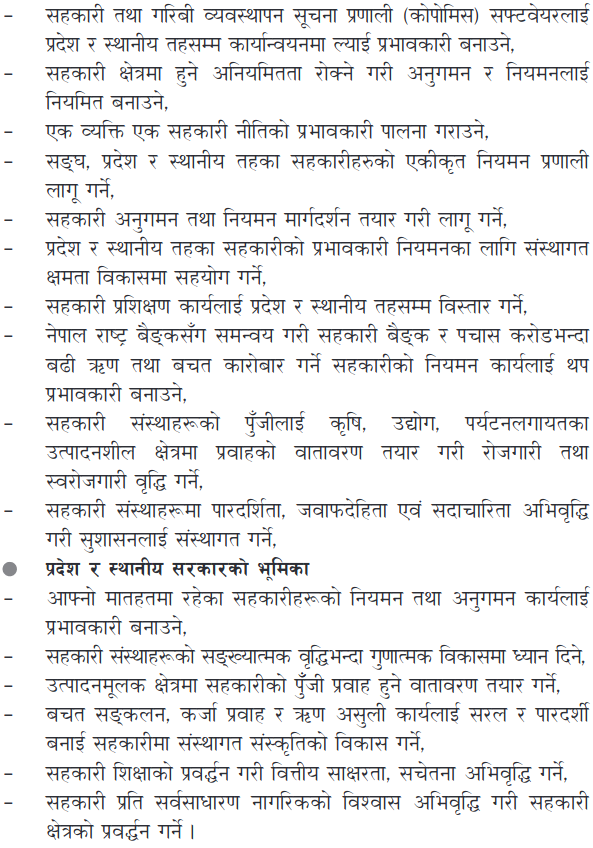 – सहकारी तथा गरिबी व्यवस्थापन सूचना प्रणाली (कोपोमिस) सफ्टवेयरलाई
प्रदेश र स्थानीय तहसम्म कार्यान्वयनमा ल्याई प्रभावकारी बनाउने,
– सहकारी क्षेत्रमा हुने अनियमितता रोक्ने गरी अनुगमन र नियमनलाई
नियमित बनाउने,
– एक व्यक्ति एक सहकारी नीतिको प्रभावकारी पालना गराउने,
– सङ्घ, प्रदेश र स्थानीय तहका सहकारीहरुको एकीकृत नियमन प्रणाली
लागू गर्ने,
– सहकारी अनुगमन तथा नियमन मार्गदर्शन तयार गरी लागू गर्ने,
– प्रदेश र स्थानीय तहका सहकारीको प्रभावकारी नियमनका लागि संस्थागत
क्षमता विकासमा सहयोग गर्ने,
– सहकारी प्रशिक्षण कार्यलाई प्रदेश र स्थानीय तहसम्म विस्तार गर्ने,
– नेपाल राष्ट्र बैङ्कसँग समन्वय गरी सहकारी बैङ्क र पचास करोडभन्दा
बढी ऋण तथा बचत कारोबार गर्ने सहकारीको नियमन कार्यलाई थप
प्रभावकारी बनाउने,
– सहकारी संस्थाहरूको पुँजीलाई कृषि, उद्योग, पर्यटनलगायतका
उत्पादनशील क्षेत्रमा प्रवाहको वातावरण तयार गरी रोजगारी तथा
स्वरोजगारी वृद्धि गर्ने,
– सहकारी संस्थाहरूमा पारदर्शिता, जवाफदेहिता एवं सदाचारिता अभिवृद्धि
गरी सुशासनलाई संस्थागत गर्ने,
● प्रदेश र स्थानीय सरकारको भूमिका
– आफ्नो मातहतमा रहेका सहकारीहरूको नियमन तथा अनुगमन कार्यलाई
प्रभावकारी बनाउने,
– सहकारी संस्थाहरूको सङ्ख्यात्मक वृद्धिभन्दा गुणात्मक विकासमा ध्यान दिने,
– उत्पादनमूलक क्षेत्रमा सहकारीको पुँजी प्रवाह हुने वातावरण तयार गर्ने,
– बचत सङ्कलन, कर्जा प्रवाह र ऋण असुली कार्यलाई सरल र पारदर्शी
बनाई सहकारीमा संस्थागत संस्कृतिको विकास गर्ने,
– सहकारी शिक्षाको प्रवर्द्धन गरी वित्तीय साक्षरता, सचेतना अभिवृद्धि गर्ने,
– सहकारी प्रति सर्वसाधारण नागरिकको विश्वास अभिवृद्धि गरी सहकारी
क्षेत्रको प्रवर्द्धन गर्ने ।